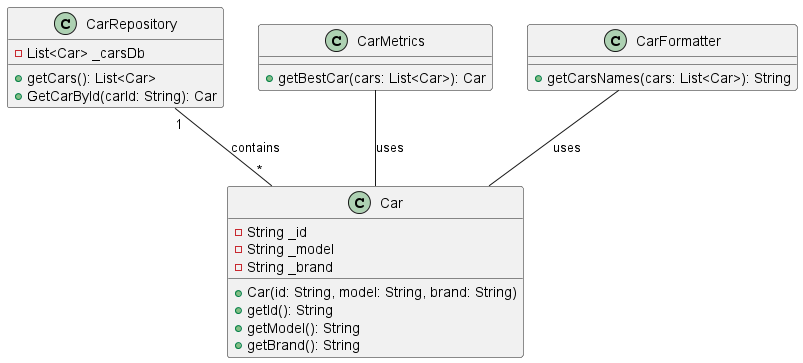 C CarRepository
List<Car> _carsDb
getCars(): List<Car>
GetCarById(carId: String): Car
C CarMetrics
getBestCar(cars: List<Car>): Car
C CarFormatter
getCarsNames(cars: List<Car>): String
1
contains
*
uses
uses
C Car
String _id
String _model
String _brand
Car(id: String, model: String, brand: String)
getId(): String
getModel(): String
getBrand(): String